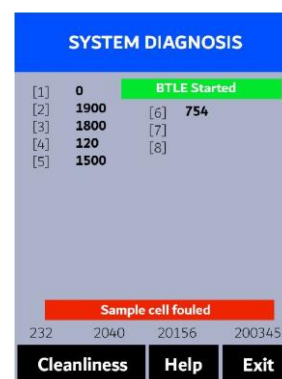 SYSTEM DIAGNOSIS
BTLE Started
[1] 0
[2] 1900 [6] 754
[3] 1800 [7]
[4] 120 [8]
[5] 1500
Sample cell fouled
232 2040 20156 200345
Cleanliness Help Exit